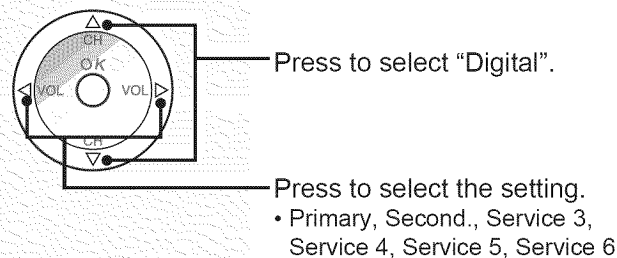 CH
OK
VOL VOL
CH
Press to select “Digital”.
Press to select the setting.
• Primary, Second., Service 3,
Service 4, Service 5, Service 6